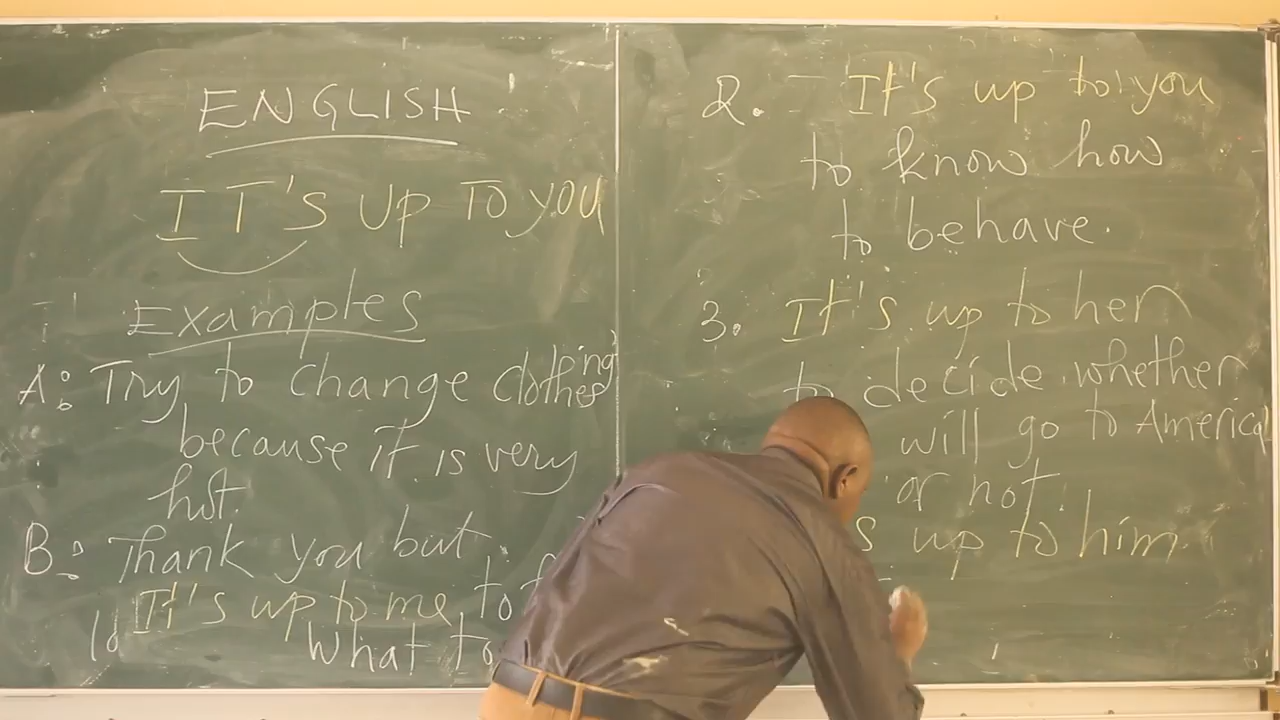 ENGLISH
IT'S UP TO YOU
Examples
A: Try to change clothes
ping
because it is very
hot.
B: Thank you but
It's up to me to
what to
2. - It's up to you
to know how
to behave.
3. It's up to her
to decide whether
will go to America
or not.
s up to him